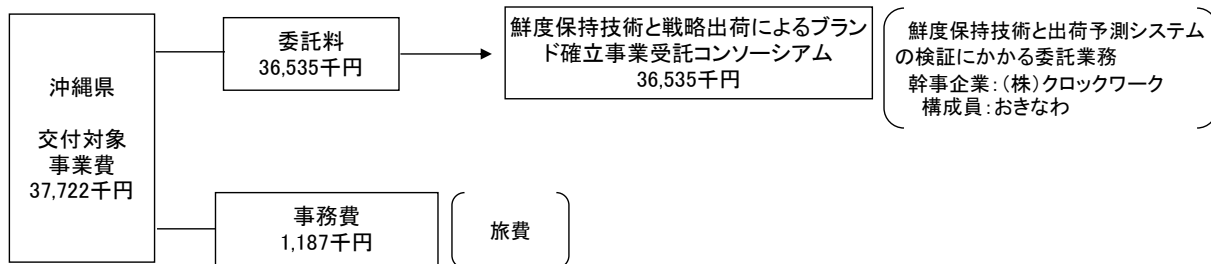 沖縄県
交付対象
事業費
37,722千円
委託料
36,535千円
鮮度保持技術と戦略出荷によるブラン
ド確立事業受託コンソーシアム
36,535千円
鮮度保持技術と出荷予測システム
の検証にかかる委託業務
幹事企業：（株）クロックワーク
構成員：おきなわ
事務費
1,187千円
旅費